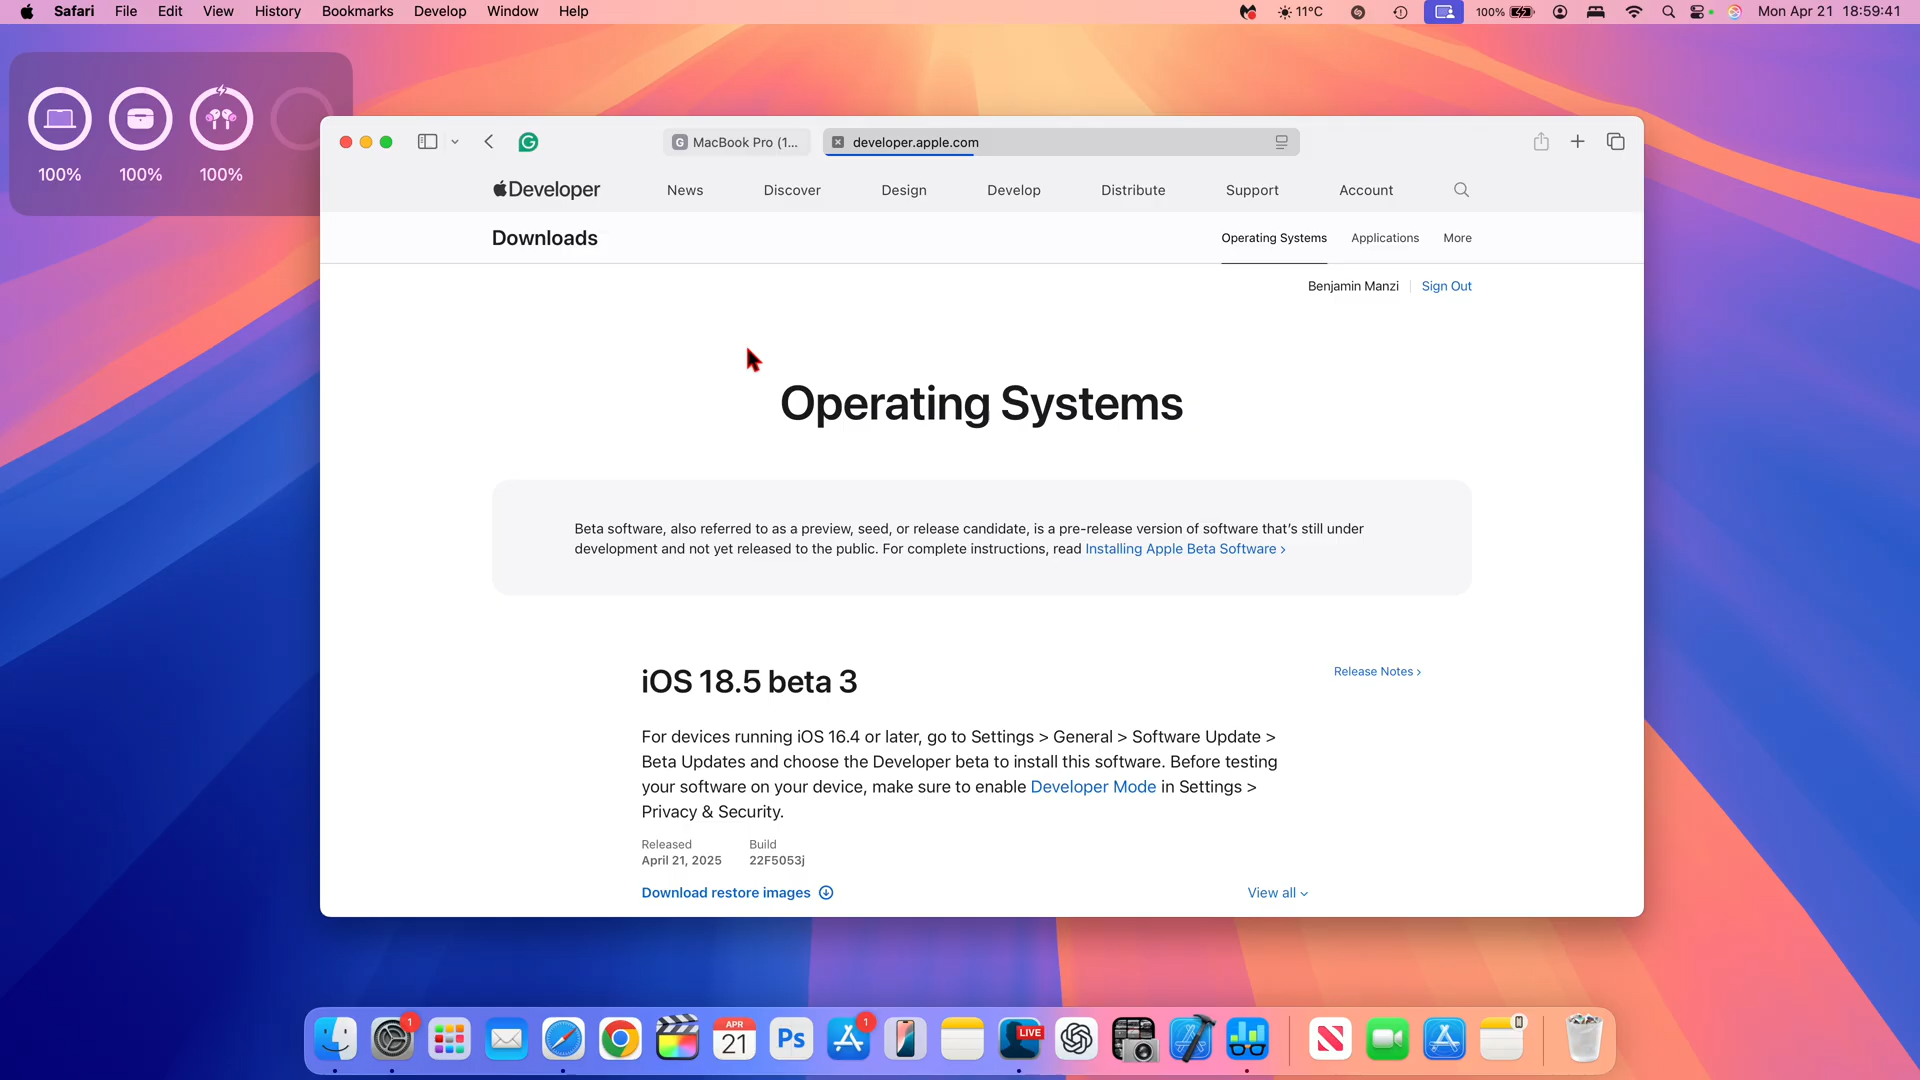 Safari File Edit View History Bookmarks Develop Window Help 11°C 100% Mon Apr 21 18:59:41
100% 100% 100%
MacBook Pro (1... developer.apple.com
Developer News Discover Design Develop Distribute Support Account
Downloads Operating Systems Applications More
Benjamin Manzi Sign Out
Operating Systems
Beta software, also referred to as a preview, seed, or release candidate, is a pre-release version of software that's still under
development and not yet released to the public. For complete instructions, read Installing Apple Beta Software >
iOS 18.5 beta 3 Release Notes >
For devices running iOS 16.4 or later, go to Settings > General > Software Update >
Beta Updates and choose the Developer beta to install this software. Before testing
your software on your device, make sure to enable Developer Mode in Settings >
Privacy & Security.
Released Build
April 21, 2025 22F5053j
Download restore images View all
1 APR 21 Ps 1 LIVE